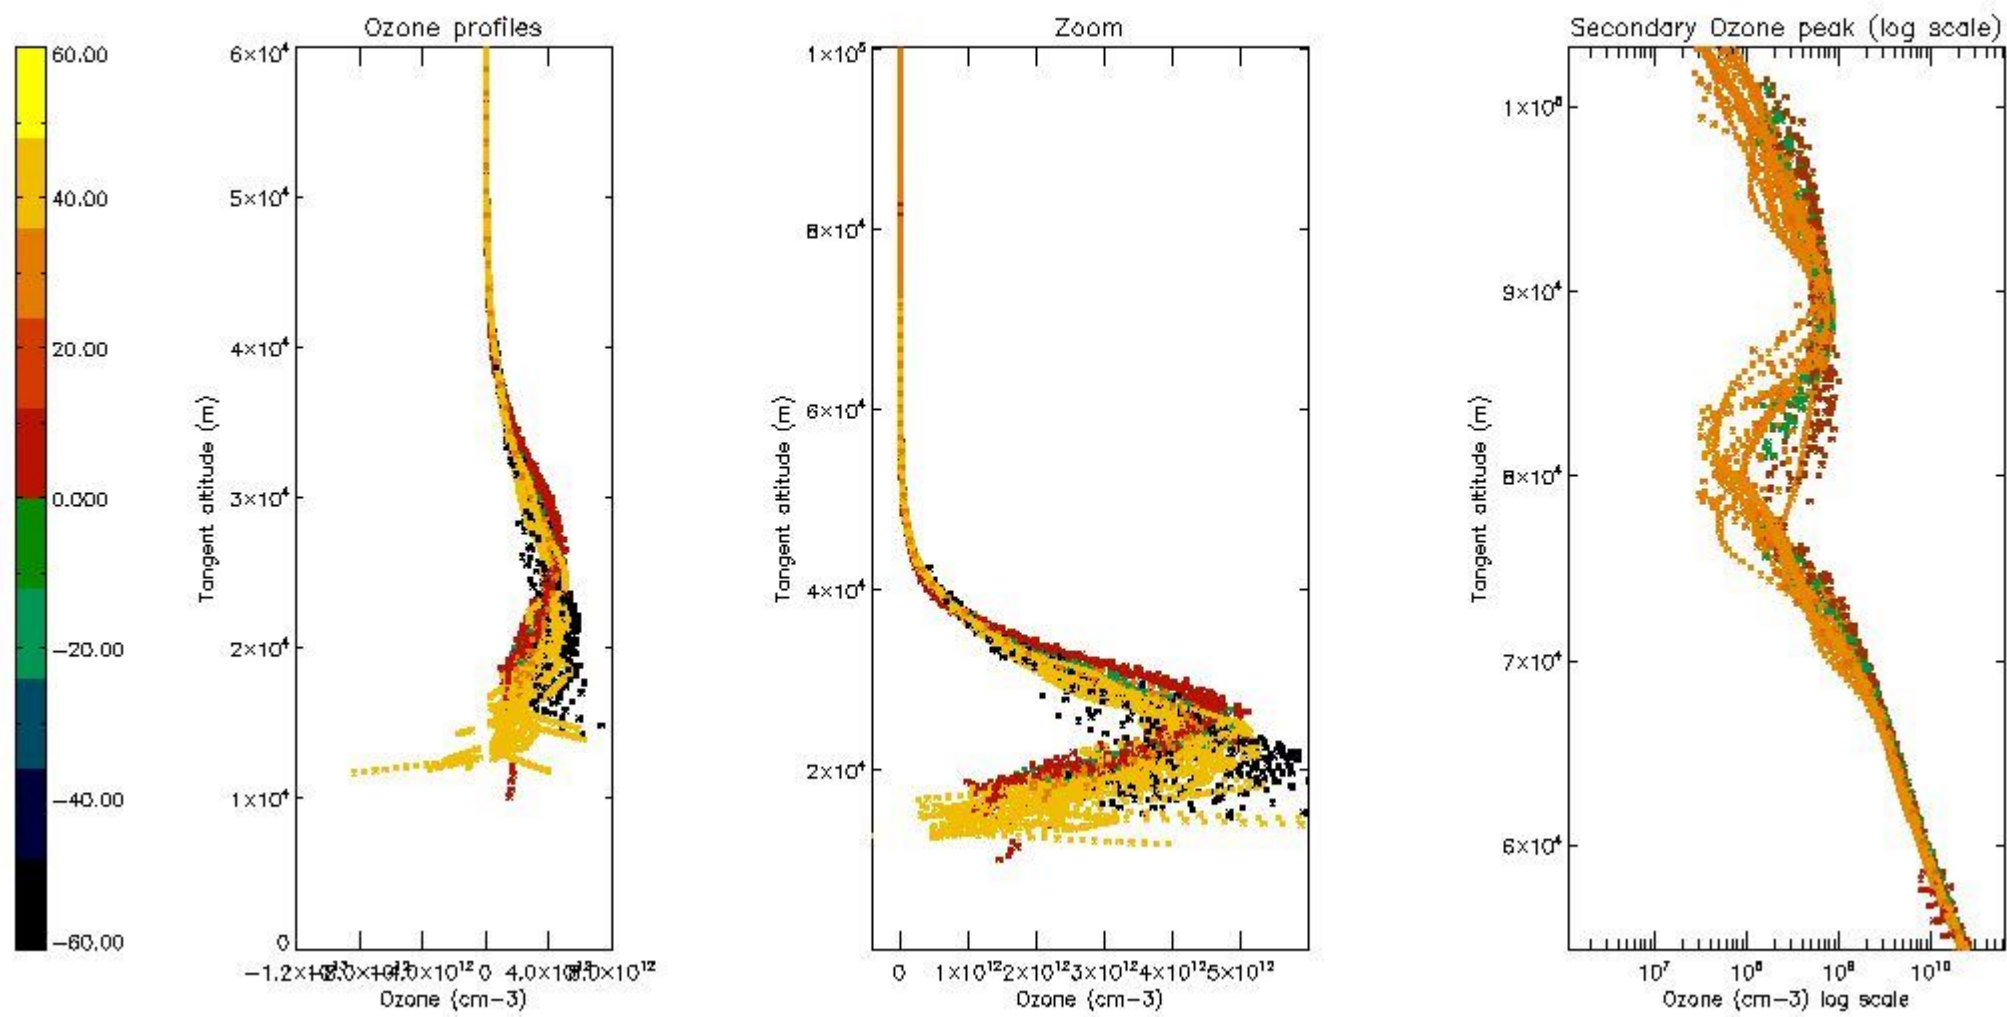 Ozone profiles
Zoom
Secondary Ozone peak (log scale)
60.00
40.00
20.00
−20.00
−40.00
−60.00
6×10⁴
5×10⁴
4×10⁴
3×10⁴
2×10⁴
1×10⁴
0
Tangent altitude (m)
0
Ozone (cm−3)
1×10⁵
8×10⁴
6×10⁴
4×10⁴
2×10⁴
Tangent altitude (m)
0 1×10¹² 2×10¹² 3×10¹² 4×10¹² 5×10¹²
Ozone (cm−3)
9×10⁴
8×10⁴
7×10⁴
6×10⁴
Tangent altitude (m)
10⁷ 10⁸ 10⁹ 10¹⁰
Ozone (cm−3) log scale